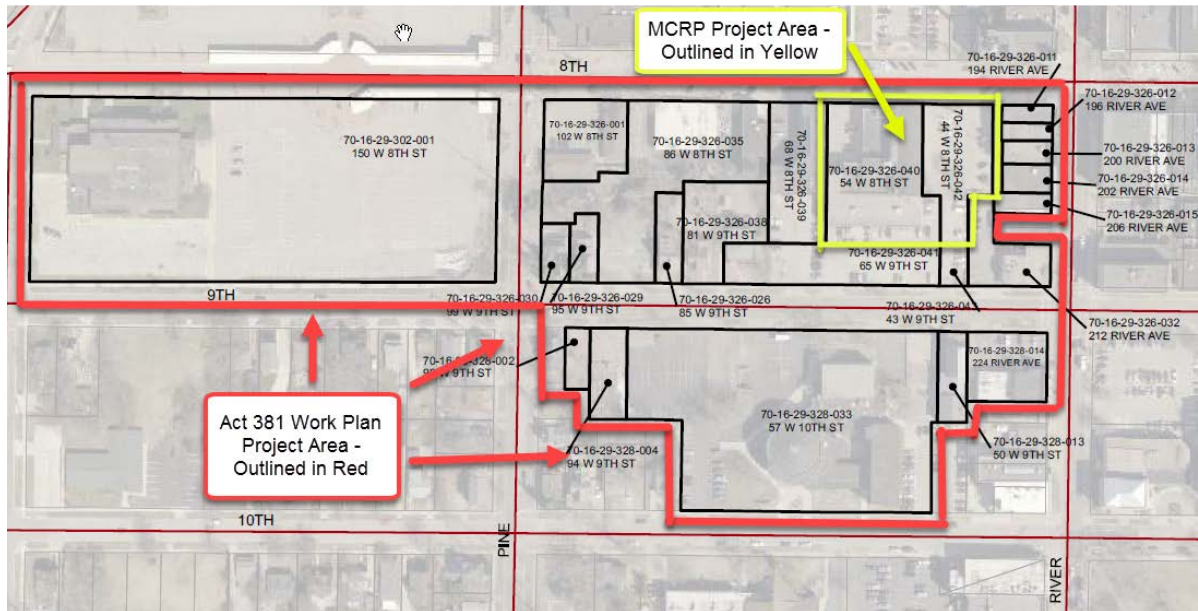 MCRP Project Area -
Outlined in Yellow
8TH
70-16-29-326-011
194 RIVER AVE
70-16-29-326-012
196 RIVER AVE
70-16-29-326-013
200 RIVER AVE
70-16-29-326-014
202 RIVER AVE
70-16-29-326-015
206 RIVER AVE
70-16-29-302-001
150 W 8TH ST
70-16-29-326-001
102 W 8TH ST
70-16-29-326-035
86 W 8TH ST
70-16-29-326-039
68 W 8TH ST
70-16-29-326-040
54 W 8TH ST
70-16-29-326-042
44 W 8TH ST
70-16-29-326-038
81 W 9TH ST
70-16-29-326-041
65 W 9TH ST
9TH
70-16-29-326-030
99 W 9TH ST
70-16-29-326-029
95 W 9TH ST
70-16-29-326-026
85 W 9TH ST
43 W 9TH ST
70-16-29-326-032
212 RIVER AVE
70-16-29-328-002
W 9TH ST
70-16-29-328-014
224 RIVER AVE
Act 381 Work Plan
Project Area -
Outlined in Red
70-16-29-328-004
94 W 9TH ST
70-16-29-328-033
57 W 10TH ST
70-16-29-328-013
50 W 9TH ST
10TH
PINE
RIVER